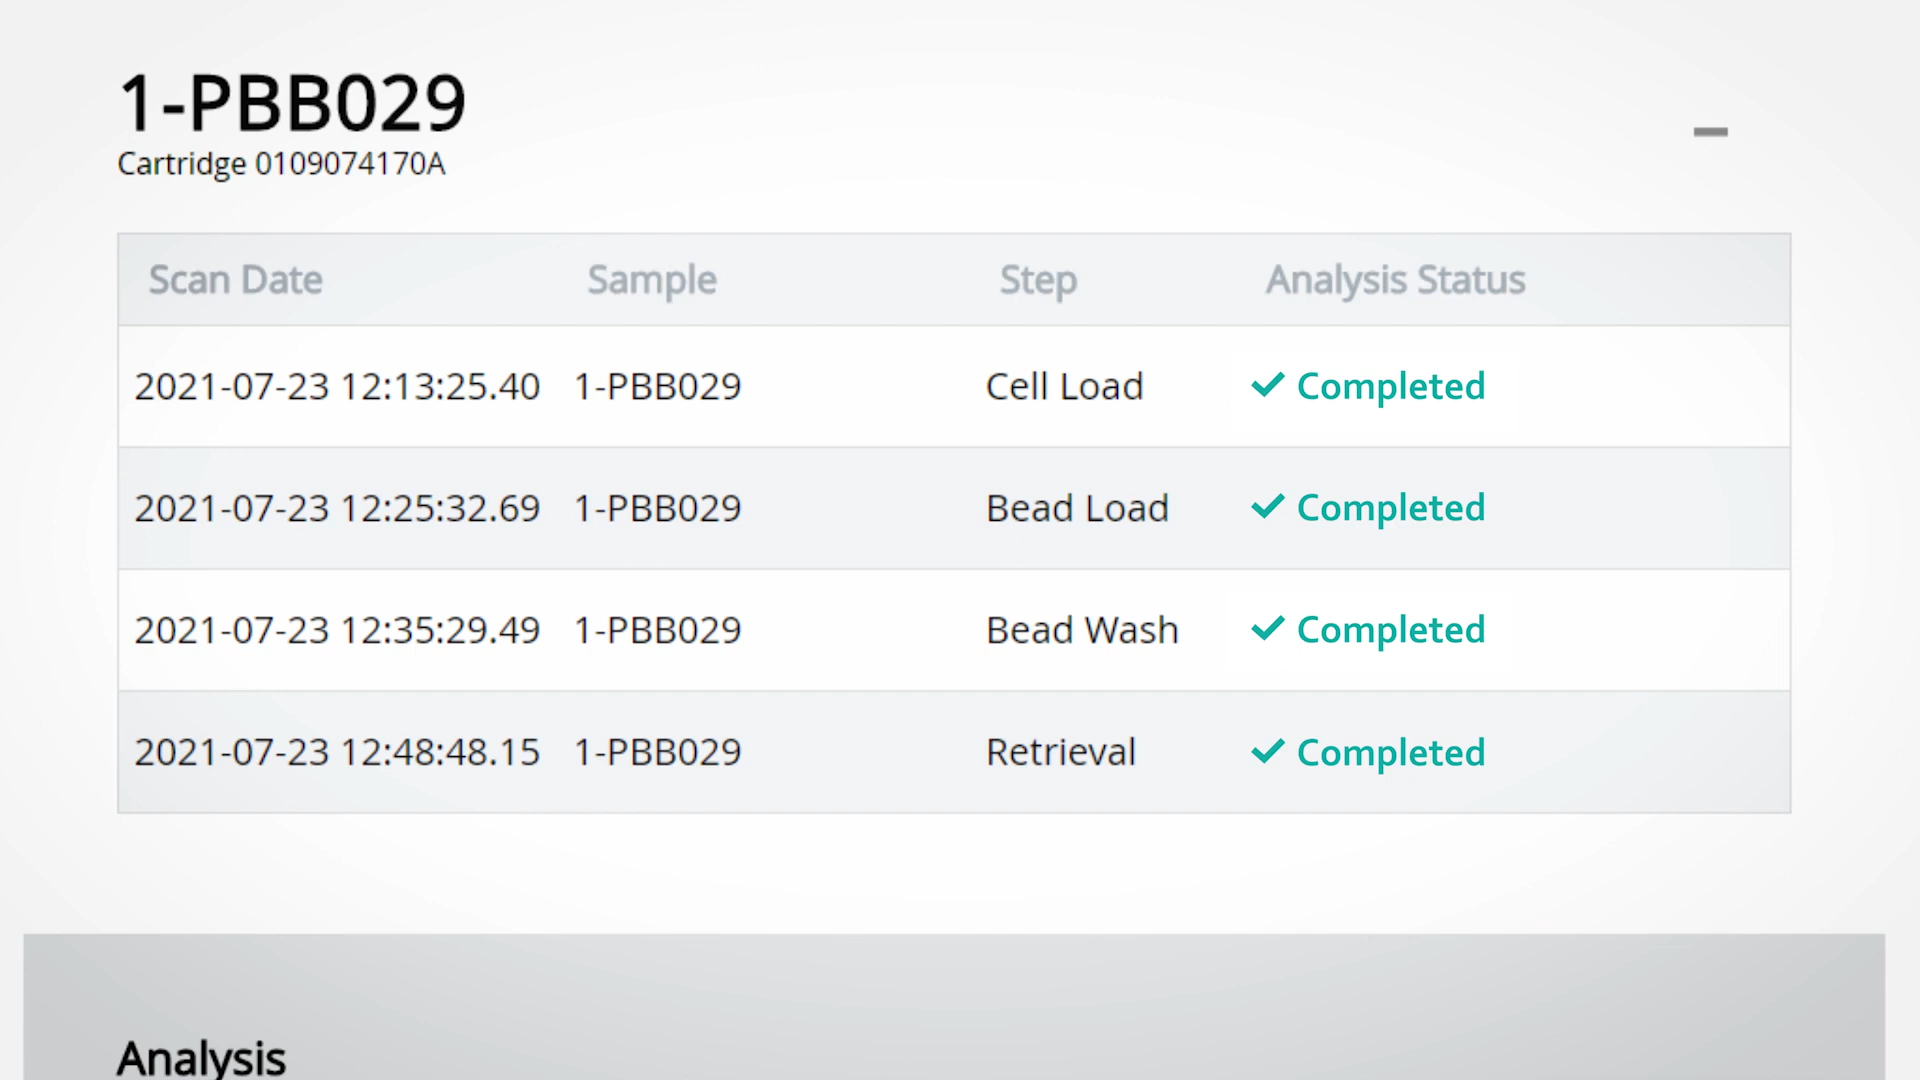 1-PBB029
Cartridge 0109074170A
Scan Date Sample Step Analysis Status
2021-07-23 12:13:25.40 1-PBB029 Cell Load Completed
2021-07-23 12:25:32.69 1-PBB029 Bead Load Completed
2021-07-23 12:35:29.49 1-PBB029 Bead Wash Completed
2021-07-23 12:48:48.15 1-PBB029 Retrieval Completed
Analysis